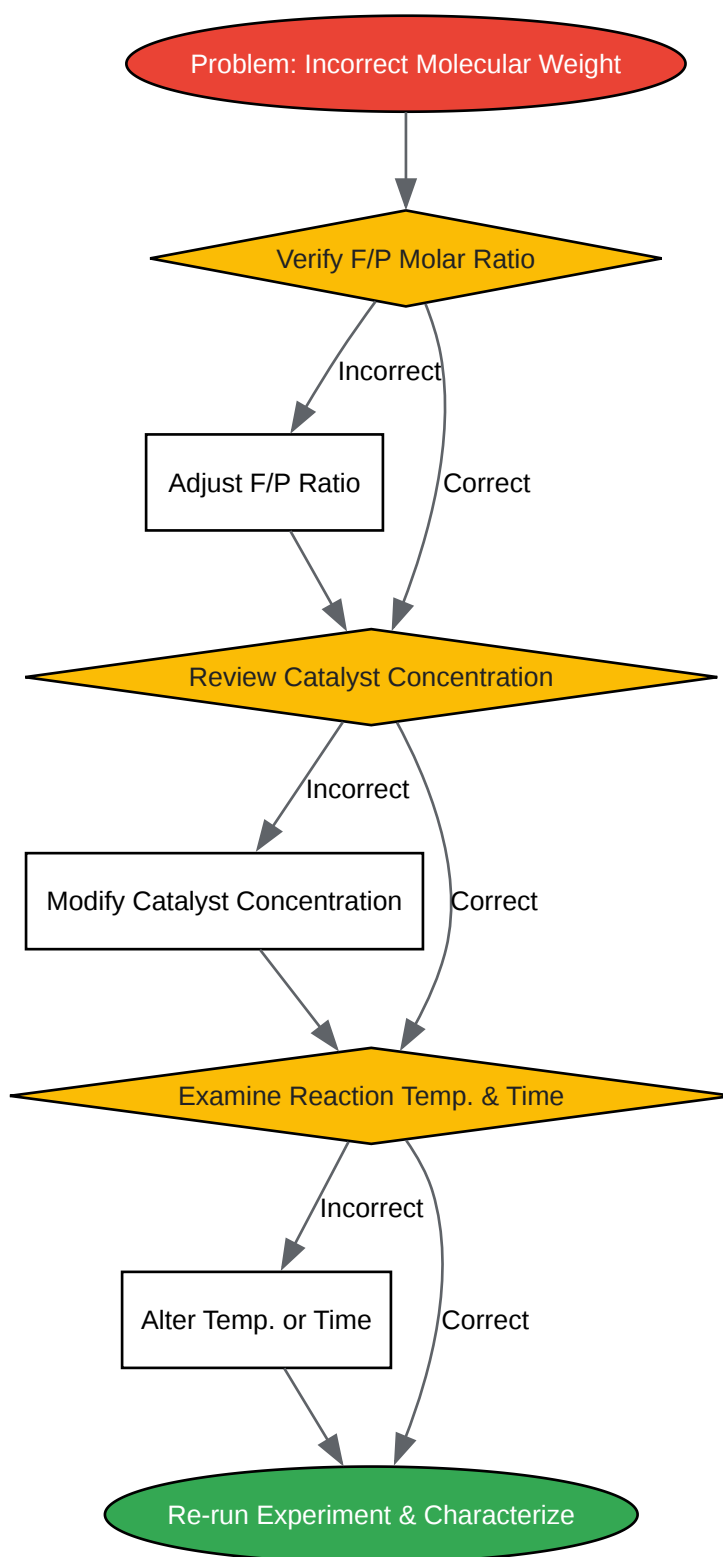 Problem: Incorrect Molecular Weight
Verify F/P Molar Ratio
Incorrect
Adjust F/P Ratio
Correct
Review Catalyst Concentration
Incorrect
Modify Catalyst Concentration
Correct
Examine Reaction Temp. & Time
Incorrect
Alter Temp. or Time
Correct
Re-run Experiment & Characterize